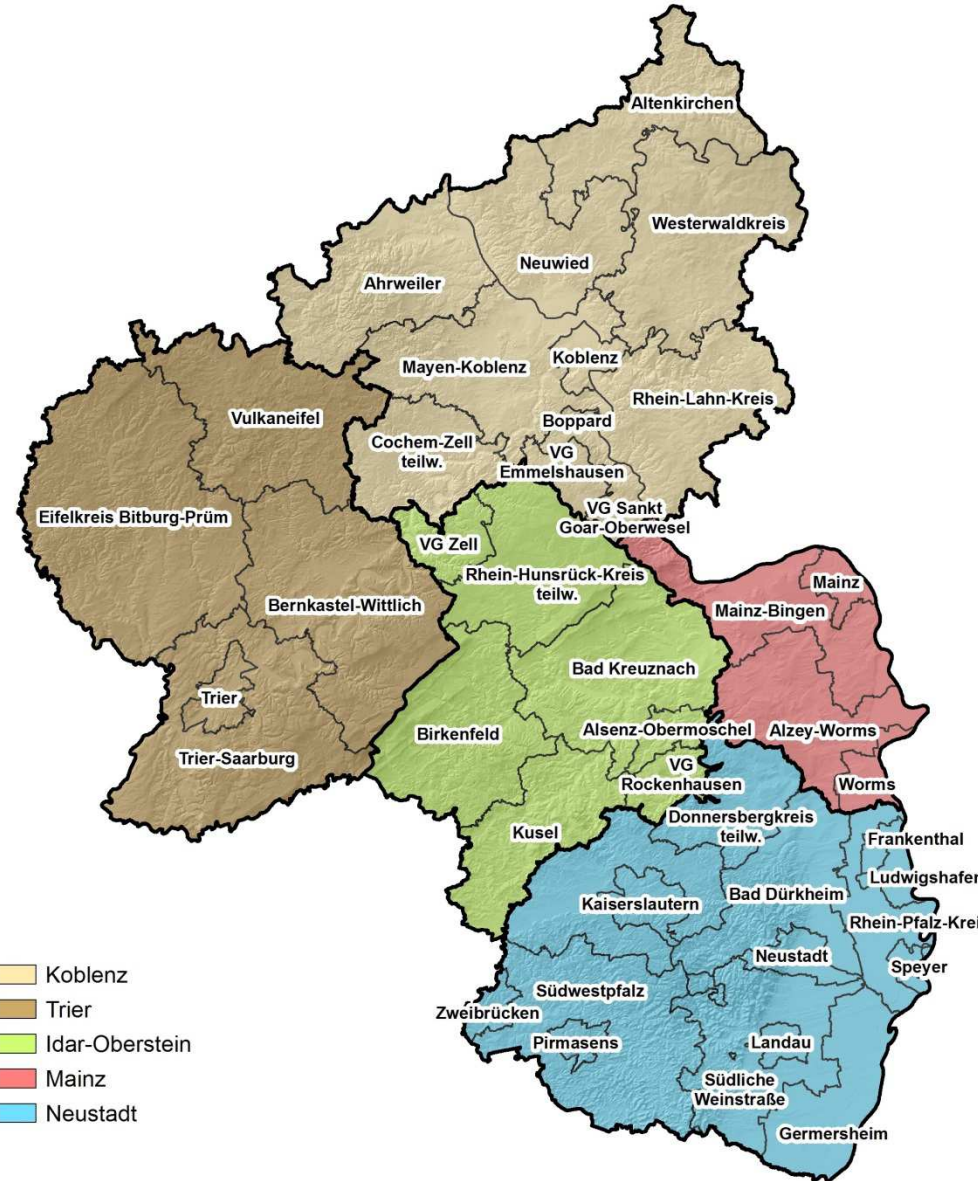 Altenkirchen
Westerwaldkreis
Neuwied
Ahrweiler
Koblenz
Mayen-Koblenz
Rhein-Lahn-Kreis
Boppard
Vulkaneifel
Cochem-Zell
teilw.
VG
Emmelshausen
VG Sankt
Goar-Oberwesel
Eifelkreis Bitburg-Prüm
VG Zell
Rhein-Hunsrück-Kreis
teilw.
Mainz
Mainz-Bingen
Bernkastel-Wittlich
Bad Kreuznach
Trier
Birkenfeld
Alsenz-Obermoschel
Alzey-Worms
Trier-Saarburg
VG
Rockenhausen
Worms
Kusel
Donnersbergkreis
teilw.
Frankenthal
Ludwigshafen
Kaiserslautern
Bad Dürkheim
Rhein-Pfalz-Krei
Neustadt
Speyer
Südwestpfalz
Zweibrücken
Pirmasens
Landau
Südliche
Weinstraße
Germersheim
Koblenz
Trier
Idar-Oberstein
Mainz
Neustadt